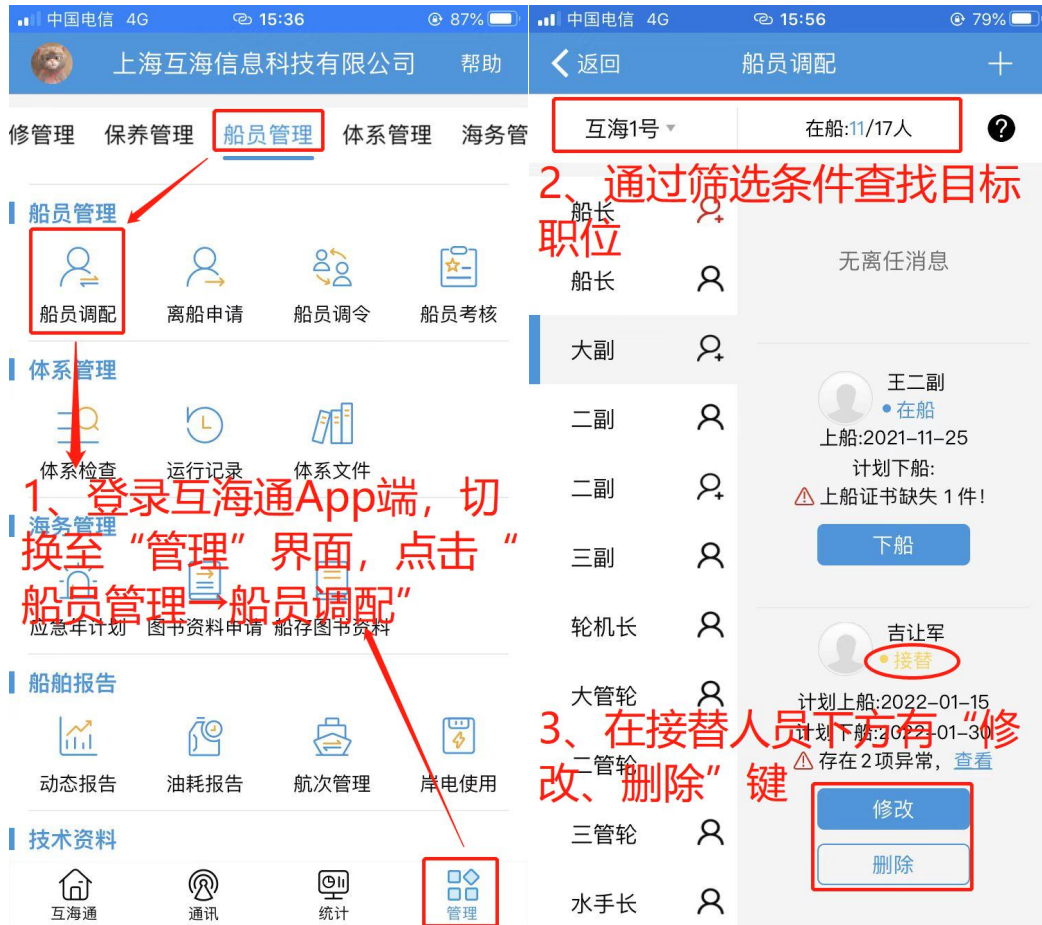 中国电信 4G 15:36 87%
上海互海信息科技有限公司 帮助
修管理 保养管理 船员管理 体系管理 海务管
船员管理
船员调配 离船申请 船员调令 船员考核
体系管理
体系检查 运行记录 体系文件
1、登录互海通App端，切
换至“管理”界面，点击“
船员管理→船员调配”
海务管理
应急年计划 图书资料申请 船存图书资料
船舶报告
动态报告 油耗报告 航次管理 岸电使用
技术资料
互海通 通讯 统计 管理
中国电信 4G 15:56 79%
返回 船员调配
互海1号 在船:11/17人
2、通过筛选条件查找目标
职位
船长
船长
大副
二副
二副
三副
轮机长
大管轮
二管轮
三管轮
水手长
无离任消息
王二副
在船
上船:2021-11-25
计划下船:
上船证书缺失 1 件！
下船
吉让军
接替
计划上船:2022-01-15
计划下船:2022-01-30
存在2项异常，查看
3、在接替人员下方有“修
改、删除”键
修改
删除